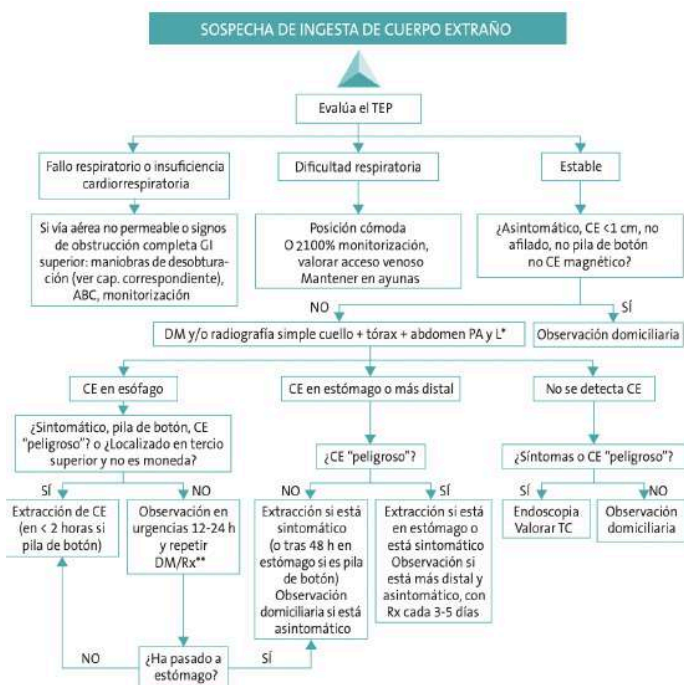 SOSPECHA DE INGESTA DE CUERPO EXTRAÑO
Evalúa el TEP
Fallo respiratorio o insuficiencia
cardiorrespiratoria
Dificultad respiratoria
Estable
Si vía aérea no permeable o signos
de obstrucción completa GI
superior: maniobras de desobtu-
ración (ver cap. correspondiente),
ABC, monitorización
Posición cómoda
O 2100% monitorización,
valorar acceso venoso
Mantener en ayunas
¿Asintomático, CE <1 cm, no
afilado, no pila de botón
no CE magnético?
NO
SÍ
DM y/o radiografía simple cuello + tórax + abdomen PA y L*
Observación domiciliaria
CE en esófago
CE en estómago o más distal
No se detecta CE
¿Sintomático, pila de botón, CE
"peligroso"? o ¿Localizado en tercio
superior y no es moneda?
¿CE "peligroso"?
¿Síntomas o CE "peligroso"?
SÍ
NO
NO
SÍ
SÍ
NO
Extracción de CE
(en < 2 horas si
pila de botón)
Observación en
urgencias 12-24 h
y repetir
DM/Rx**
Extracción si está
sintomático
(o tras 48 h en
estómago si es pila
de botón)
Observación
domiciliaria si está
asintomático
Extracción si está
en estómago o
está sintomático
Observación si
está más distal y
asintomático, con
Rx cada 3-5 días
Endoscopia
Valorar TC
Observación
domiciliaria
NO
¿Ha pasado a
estómago?
SÍ